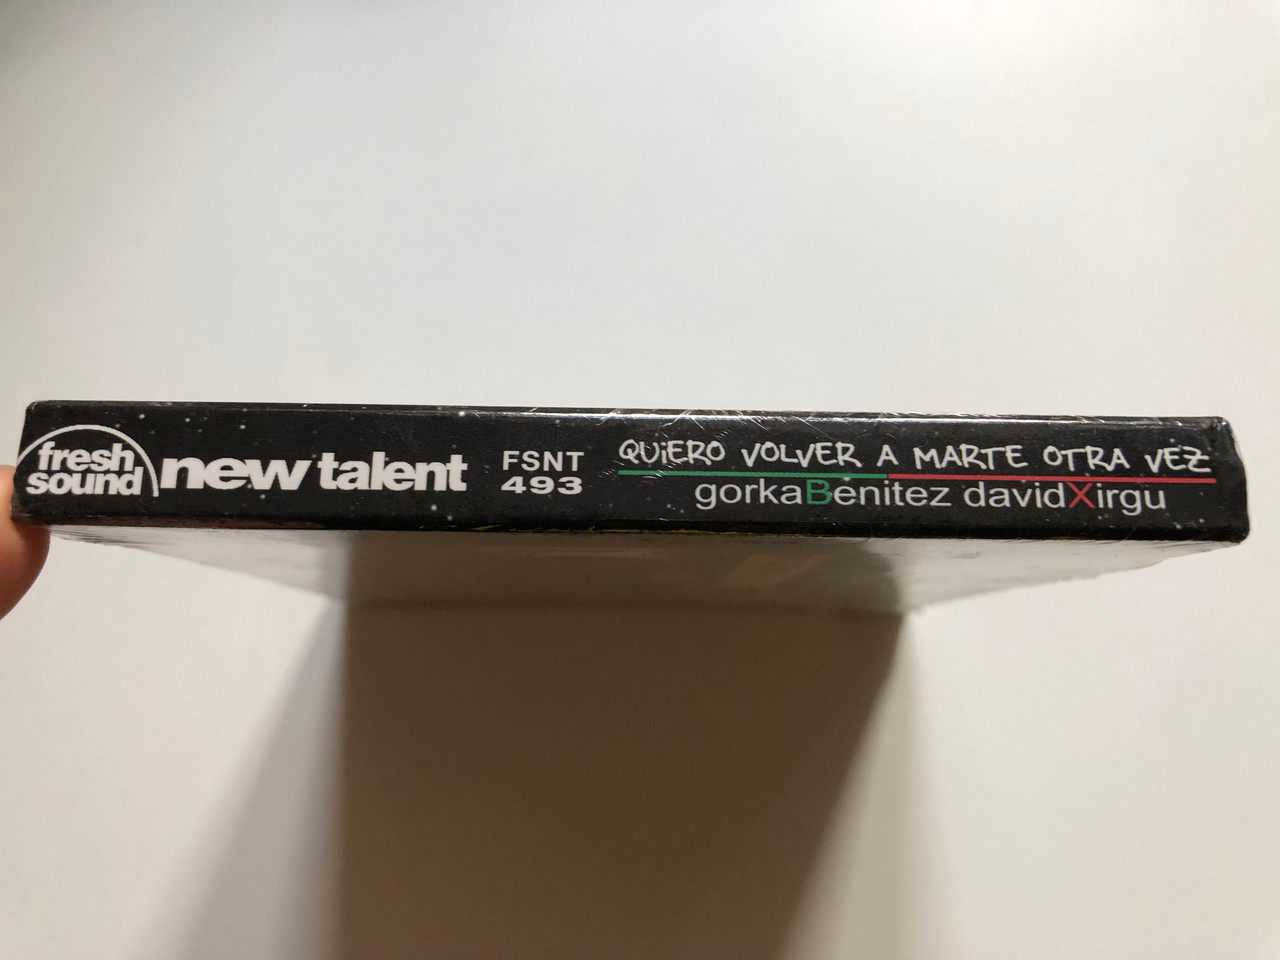 fresh
sound
new talent
FSNT
493
QUiERO VOLVER A MARTE OTRA VEZ
gorkaBenitez davidXirgu